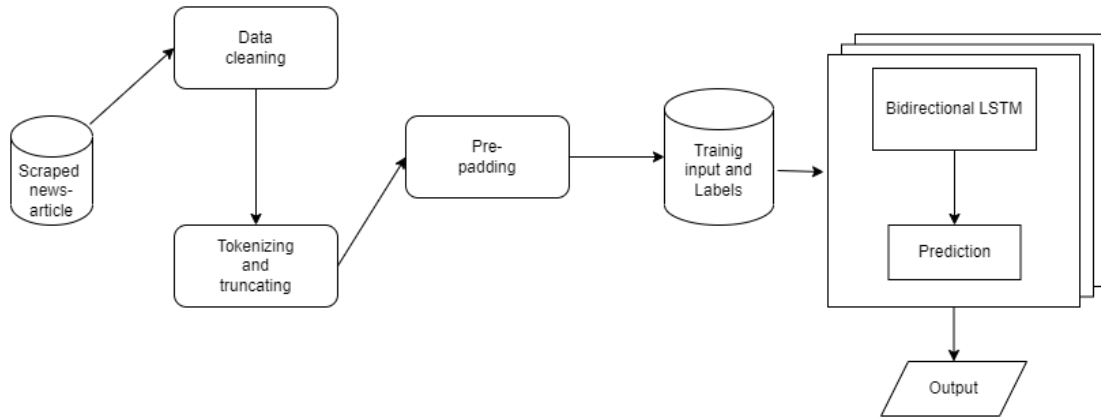 Data
cleaning
Scraped
news-
article
Tokenizing
and
truncating
Pre-
padding
Trainig
input and
Labels
Bidirectional LSTM
Prediction
Output